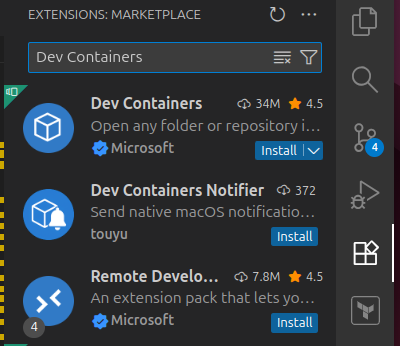 EXTENSIONS: MARKETPLACE
Dev Containers
Dev Containers 34M 4.5
Open any folder or repository i...
Microsoft
Install
Dev Containers Notifier 372
Send native macOS notificatio...
touyu
Install
Remote Develo... 7.8M 4.5
An extension pack that lets yo...
4 Microsoft
Install
4